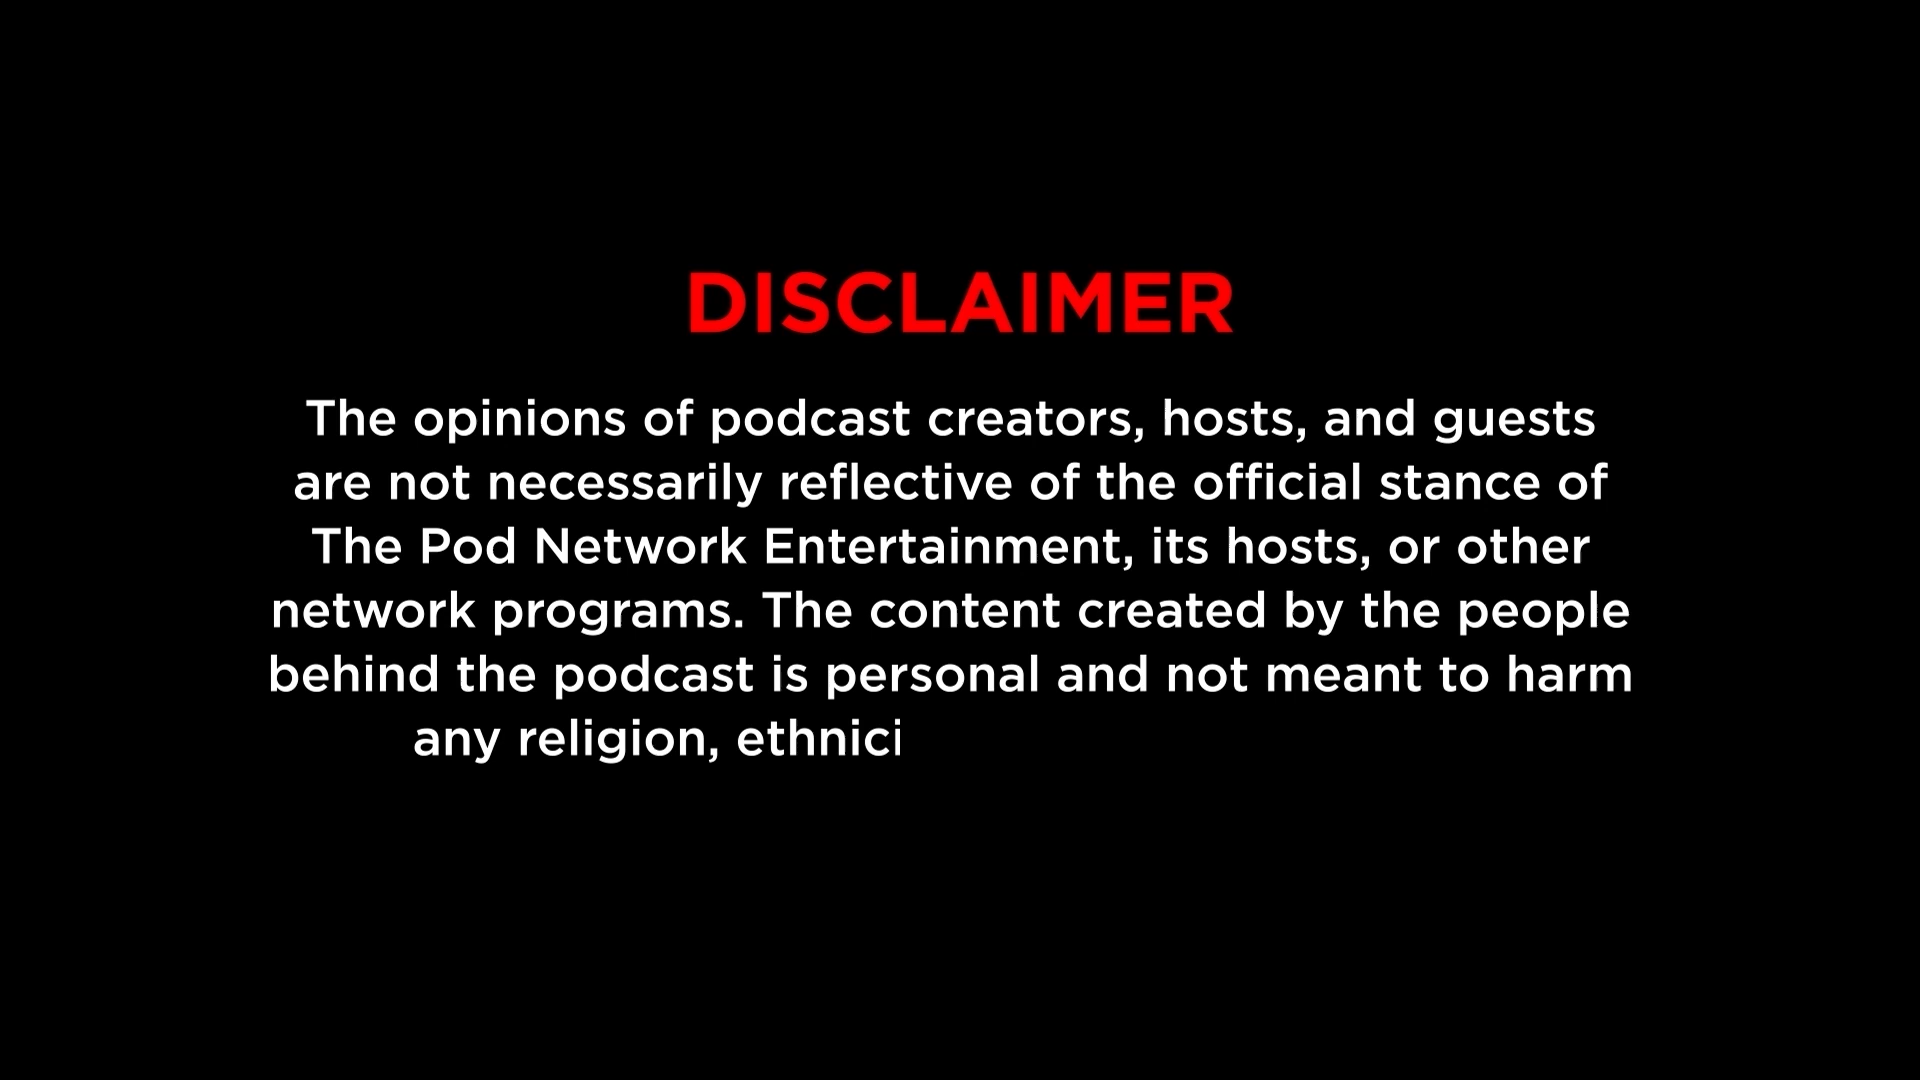 DISCLAIMER
The opinions of podcast creators, hosts, and guests
are not necessarily reflective of the official stance of
The Pod Network Entertainment, its hosts, or other
network programs. The content created by the people
behind the podcast is personal and not meant to harm
any religion, ethnici